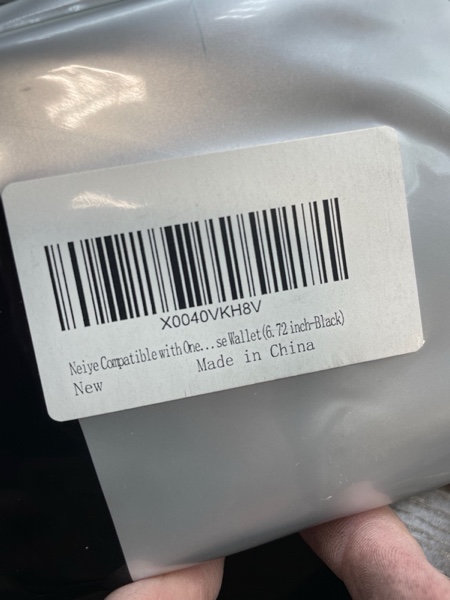 X0040VKH8V
Neiye Compatible with One...se Wallet (6.72 inch-Black)
New
Made in China